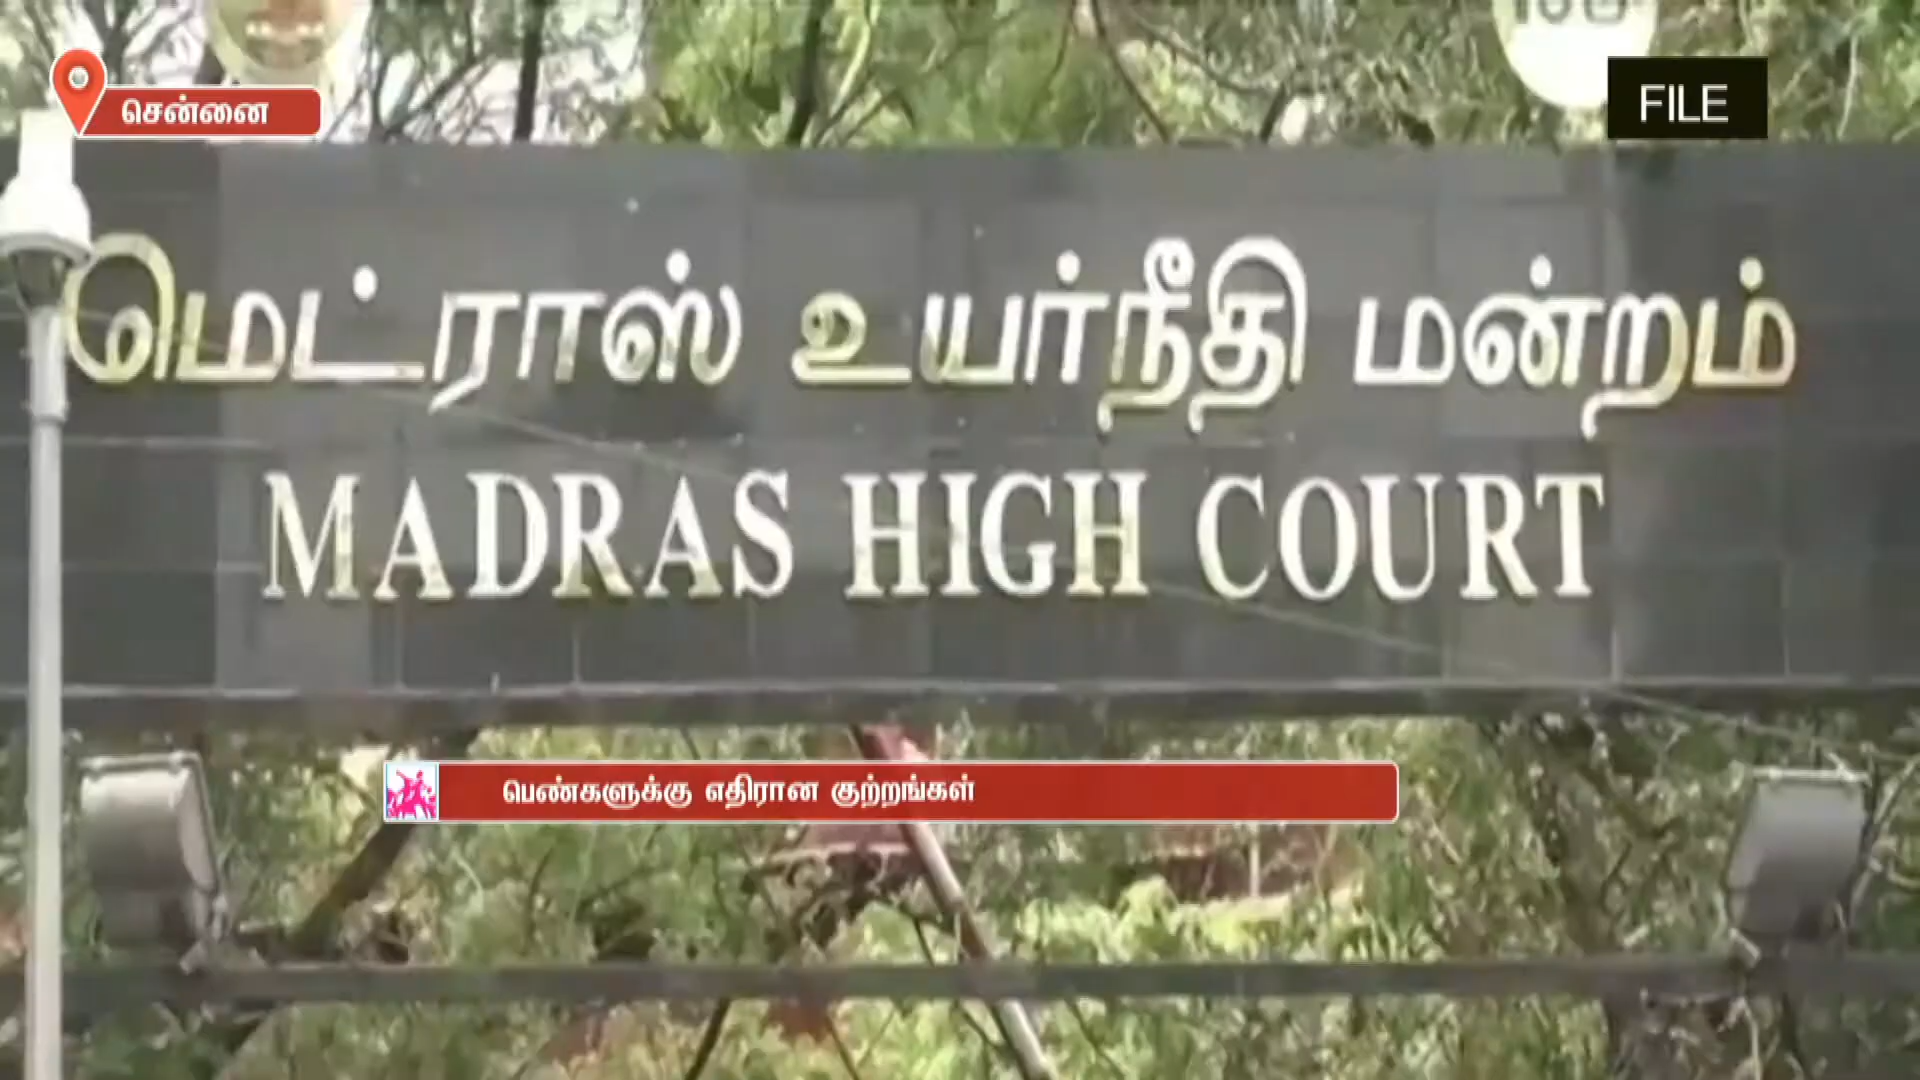 சென்னை
FILE
மெட்ராஸ் உயர்நீதி மன்றம்
MADRAS HIGH COURT
பெண்களுக்கு எதிரான குற்றங்கள்